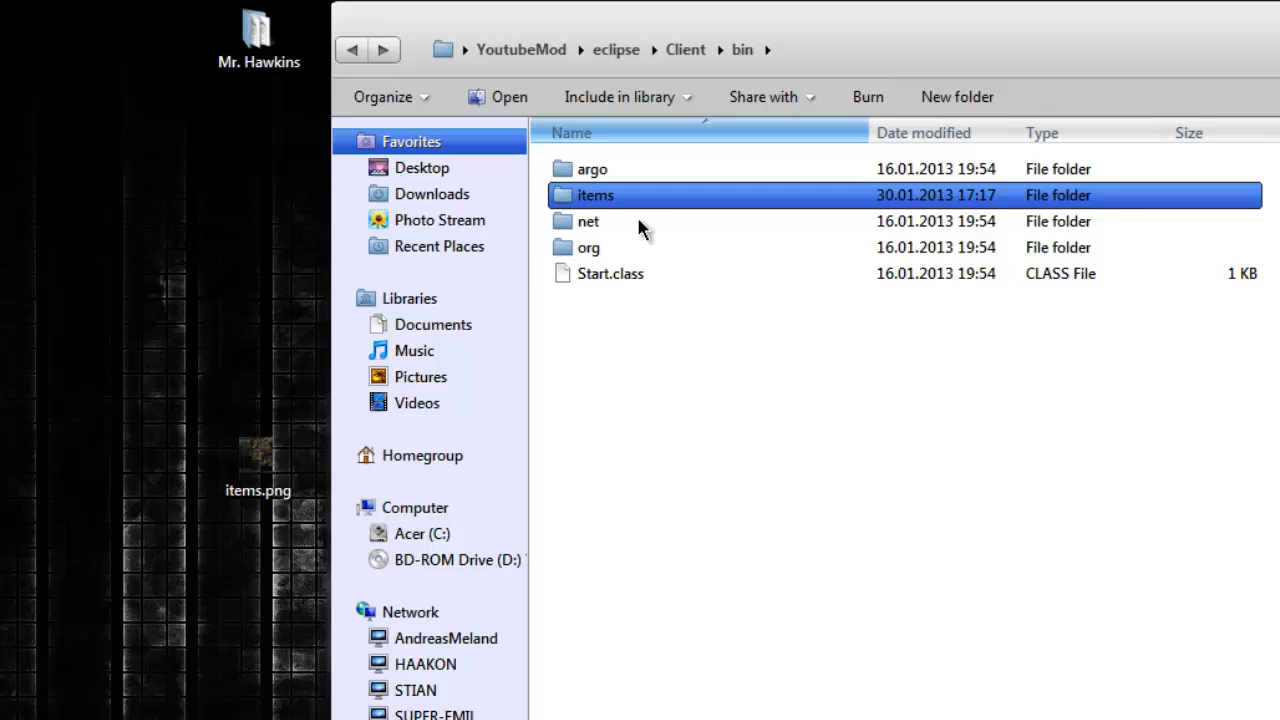 Mr. Hawkins
items.png
YoutubeMod eclipse Client bin
Organize Open Include in library Share with Burn New folder
Name Date modified Type Size
argo 16.01.2013 19:54 File folder
items 30.01.2013 17:17 File folder
net 16.01.2013 19:54 File folder
org 16.01.2013 19:54 File folder
Start.class 16.01.2013 19:54 CLASS File 1 KB
Favorites
Desktop
Downloads
Photo Stream
Recent Places
Libraries
Documents
Music
Pictures
Videos
Homegroup
Computer
Acer (C:)
BD-ROM Drive (D:)
Network
AndreasMeland
HAAKON
STIAN
SUPER-EMIL